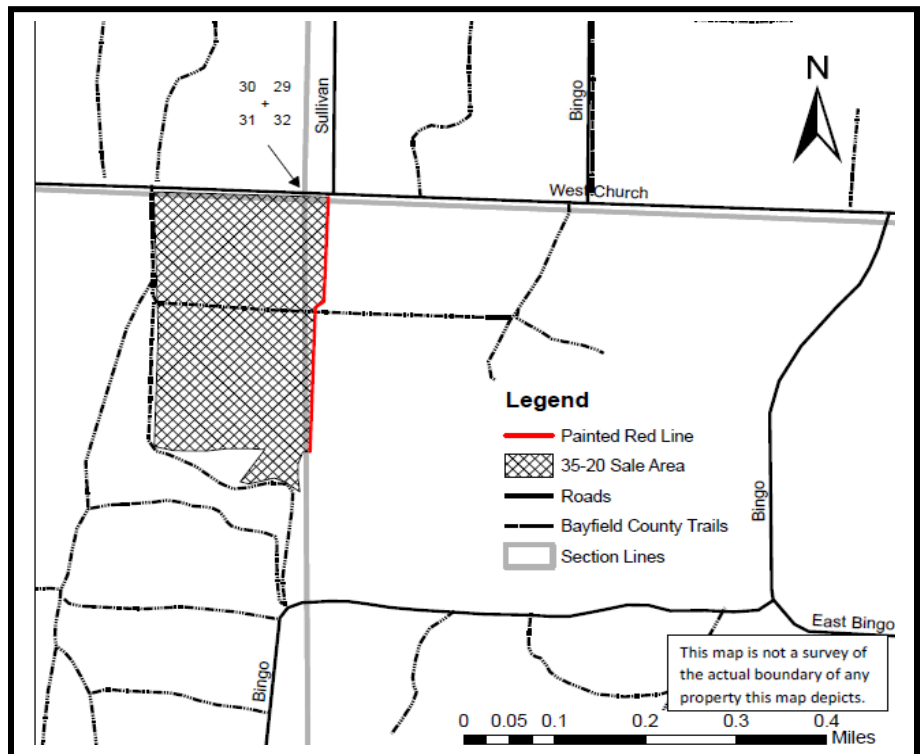 30 29
+
31 32
Sullivan
Bingo
N
West Church
Legend
Painted Red Line
35-20 Sale Area
Roads
Bayfield County Trails
Section Lines
Bingo
East Bingo
Bingo
This map is not a survey of
the actual boundary of any
property this map depicts.
0 0.05 0.1 0.2 0.3 0.4
Miles